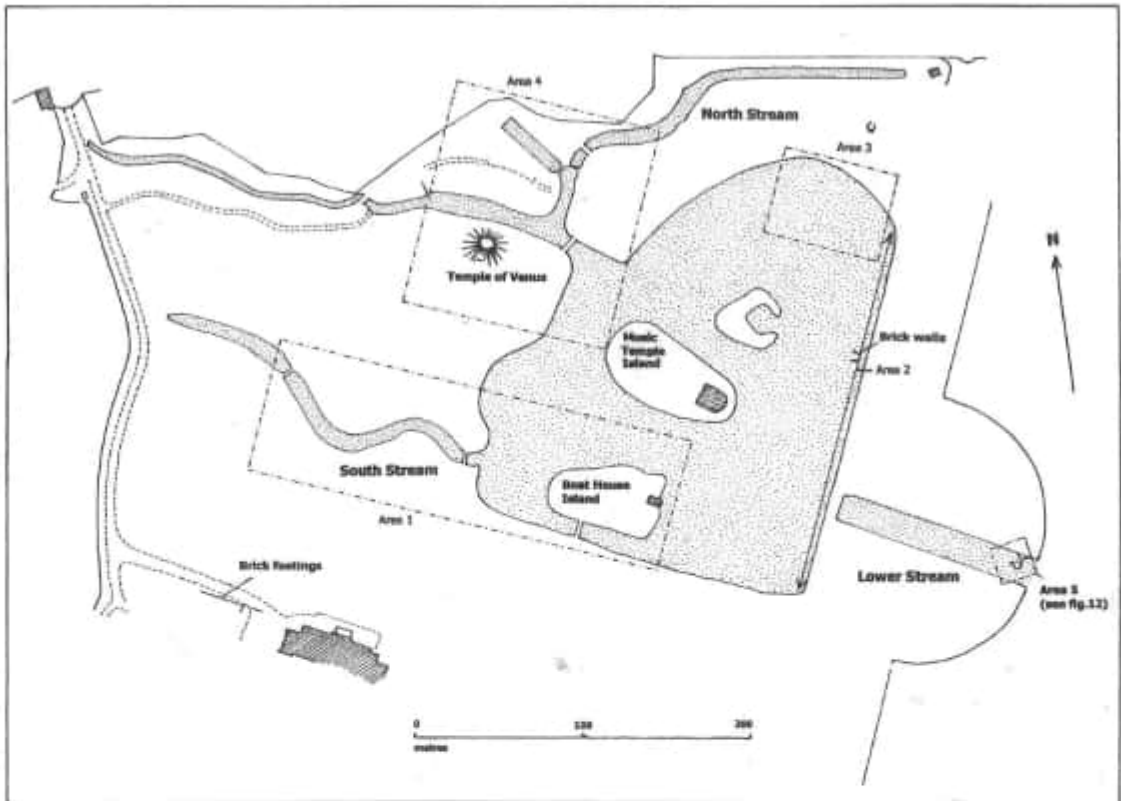 Area 4
North Stream
Area 3
N
Temple of Venus
Music
Temple
Island
Brick walls
Area 2
South Stream
Boat House
Island
Area 1
Brick footings
Lower Stream
Area 5
(see fig.12)
0
100
200
metres